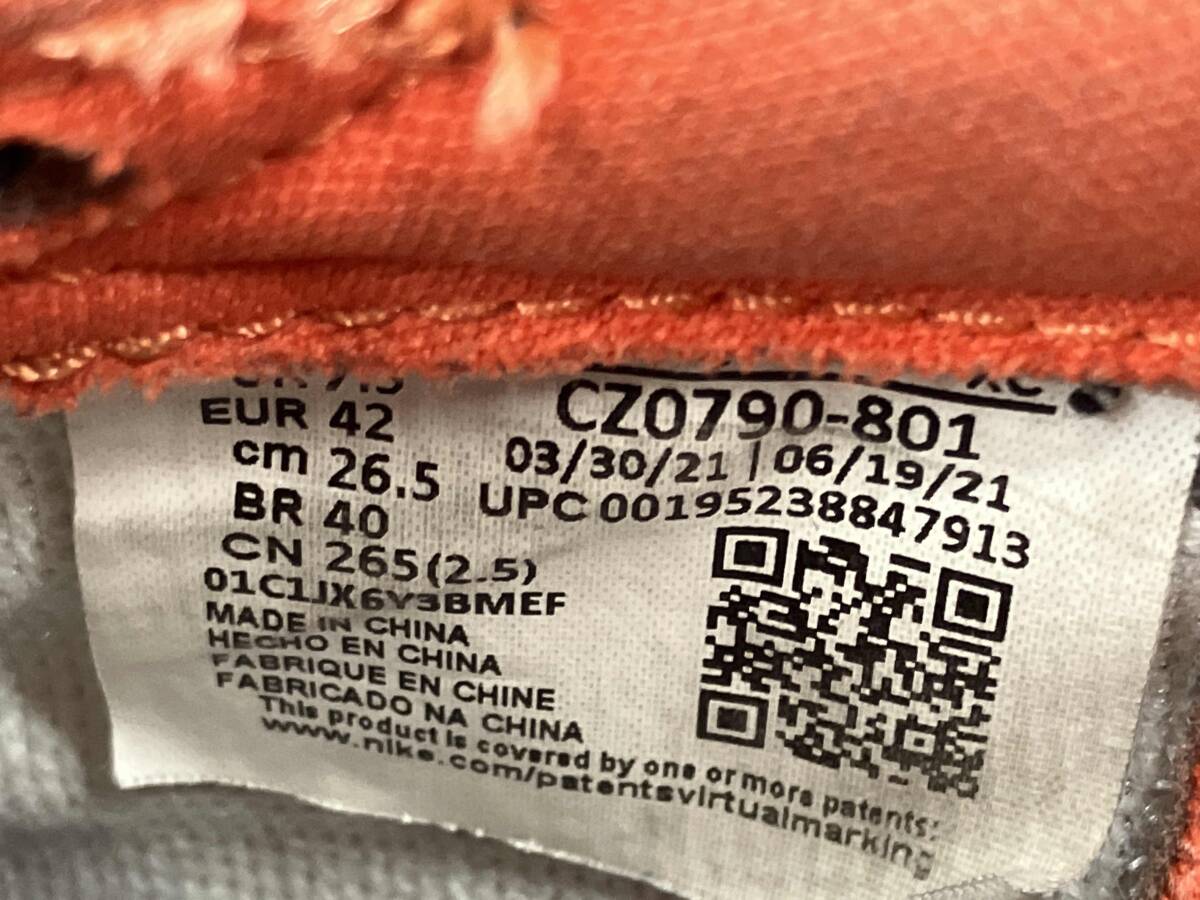 EUR 42
cm 26.5
BR 40
CN 265(2.5)
01C1JX6Y3BMEF
MADE IN CHINA
HECHO EN CHINA
FABRIQUE EN CHINE
FABRICADO NA CHINA
This product is covered by one or more patents:
www.nike.com/patentsvirtualmarking
XC
CZ0790-801
03/30/21 | 06/19/21
UPC 00195238847913